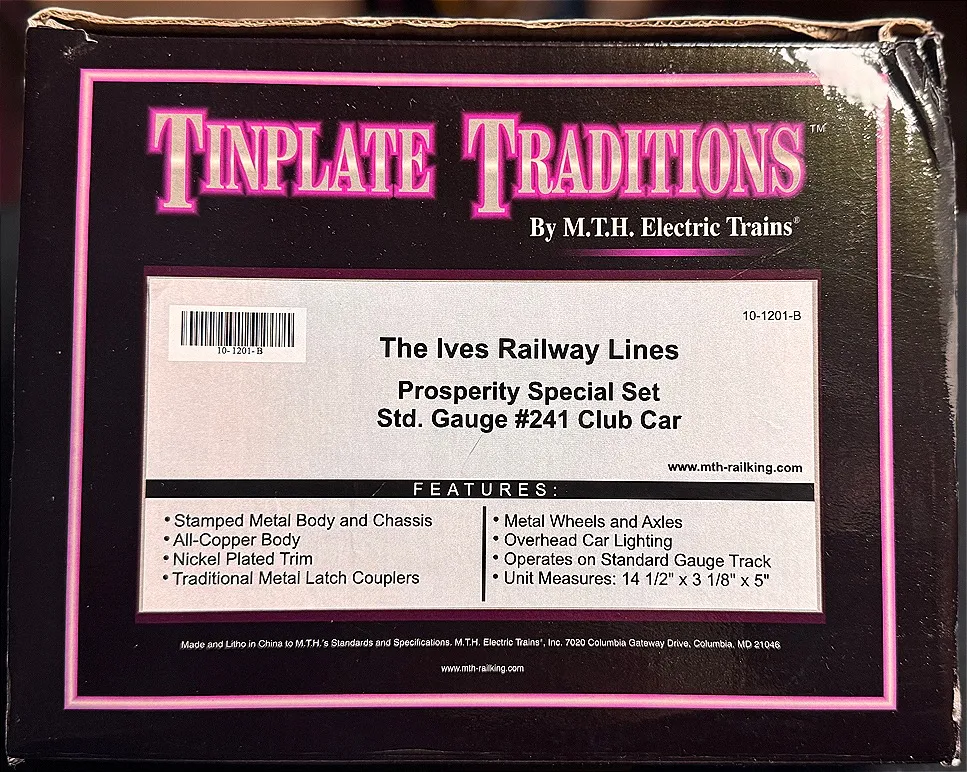 TINPLATE TRADITIONS™
By M.T.H. Electric Trains®
10-1201-B
10-1201-B
The Ives Railway Lines
Prosperity Special Set
Std. Gauge #241 Club Car
www.mth-railking.com
FEATURES:
• Stamped Metal Body and Chassis
• All-Copper Body
• Nickel Plated Trim
• Traditional Metal Latch Couplers
• Metal Wheels and Axles
• Overhead Car Lighting
• Operates on Standard Gauge Track
• Unit Measures: 14 1/2" x 3 1/8" x 5"
Made and Litho in China to M.T.H.'s Standards and Specifications. M.T.H. Electric Trains®, Inc. 7020 Columbia Gateway Drive, Columbia, MD 21046
www.mth-railking.com